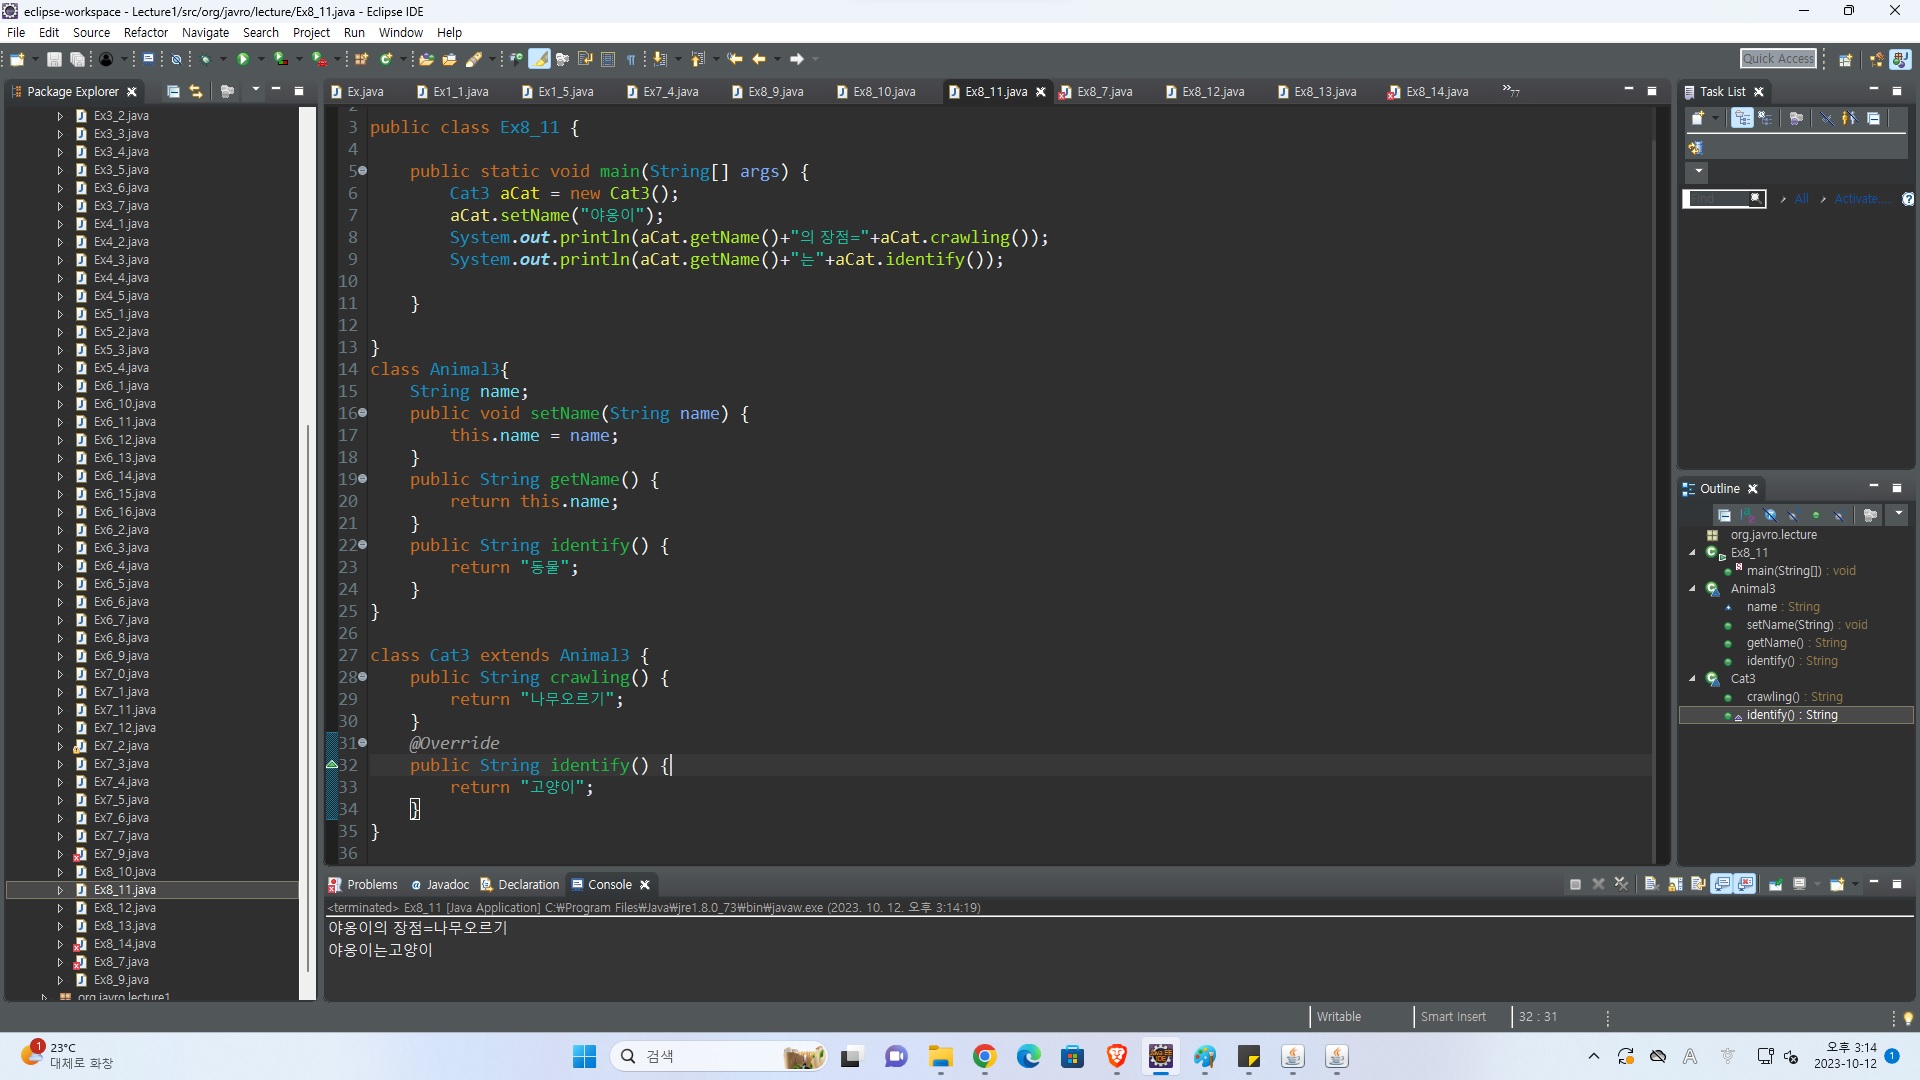 eclipse-workspace - Lecture1/src/org/javro/lecture/Ex8_11.java - Eclipse IDE
File Edit Source Refactor Navigate Search Project Run Window Help
Quick Access
Package Explorer
Ex3_2.java
Ex3_3.java
Ex3_4.java
Ex3_5.java
Ex3_6.java
Ex3_7.java
Ex4_1.java
Ex4_2.java
Ex4_3.java
Ex4_4.java
Ex4_5.java
Ex5_1.java
Ex5_2.java
Ex5_3.java
Ex5_4.java
Ex6_1.java
Ex6_10.java
Ex6_11.java
Ex6_12.java
Ex6_13.java
Ex6_14.java
Ex6_15.java
Ex6_16.java
Ex6_2.java
Ex6_3.java
Ex6_4.java
Ex6_5.java
Ex6_6.java
Ex6_7.java
Ex6_8.java
Ex6_9.java
Ex7_0.java
Ex7_1.java
Ex7_11.java
Ex7_12.java
Ex7_2.java
Ex7_3.java
Ex7_4.java
Ex7_5.java
Ex7_6.java
Ex7_7.java
Ex7_9.java
Ex8_10.java
Ex8_11.java
Ex8_12.java
Ex8_13.java
Ex8_14.java
Ex8_7.java
Ex8_9.java
org.javro.lecture1
Ex.java Ex1_1.java Ex1_5.java Ex7_4.java Ex8_9.java Ex8_10.java Ex8_11.java Ex8_7.java Ex8_12.java Ex8_13.java Ex8_14.java »77
2
3 public class Ex8_11 {
4
5 public static void main(String[] args) {
6 Cat3 aCat = new Cat3();
7 aCat.setName("야옹이");
8 System.out.println(aCat.getName()+"의 장점="+aCat.crawling());
9 System.out.println(aCat.getName()+"는"+aCat.identify());
10
11 }
12
13 }
14 class Animal3{
15 String name;
16 public void setName(String name) {
17 this.name = name;
18 }
19 public String getName() {
20 return this.name;
21 }
22 public String identify() {
23 return "동물";
24 }
25 }
26
27 class Cat3 extends Animal3 {
28 public String crawling() {
29 return "나무오르기";
30 }
31 @Override
32 public String identify() {
33 return "고양이";
34 }
35 }
36
Problems Javadoc Declaration Console
<terminated> Ex8_11 [Java Application] C:₩Program Files₩Java₩jre1.8.0_73₩bin₩javaw.exe (2023. 10. 12. 오후 3:14:19)
야옹이의 장점=나무오르기
야옹이는고양이
Task List
Find All Activate...
Outline
org.javro.lecture
Ex8_11
main(String[]) : void
Animal3
name : String
setName(String) : void
getName() : String
identify() : String
Cat3
crawling() : String
identify() : String
Writable Smart Insert 32 : 31
1 23°C
대체로 화창
검색
오후 3:14
2023-10-12
1